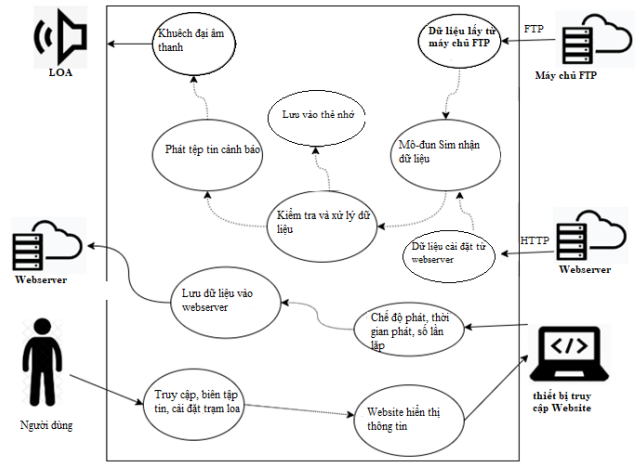 Khuêch đại âm
thanh
Dữ liệu lấy từ
máy chủ FTP
FTP
LOA
Máy chủ FTP
Lưu vào thẻ nhớ
Phát tệp tin cảnh báo
Mô-đun Sim nhận
dữ liệu
Kiểm tra và xử lý dữ
liệu
Dữ liệu cài đặt từ
webserver
HTTP
Webserver
Webserver
Lưu dữ liệu vào
webserver
Chế độ phát, thời
gian phát, số lần
lặp
Truy cập, biên tập
tin, cài đặt trạm loa
Website hiển thị
thông tin
thiết bị truy
cập Website
Người dùng